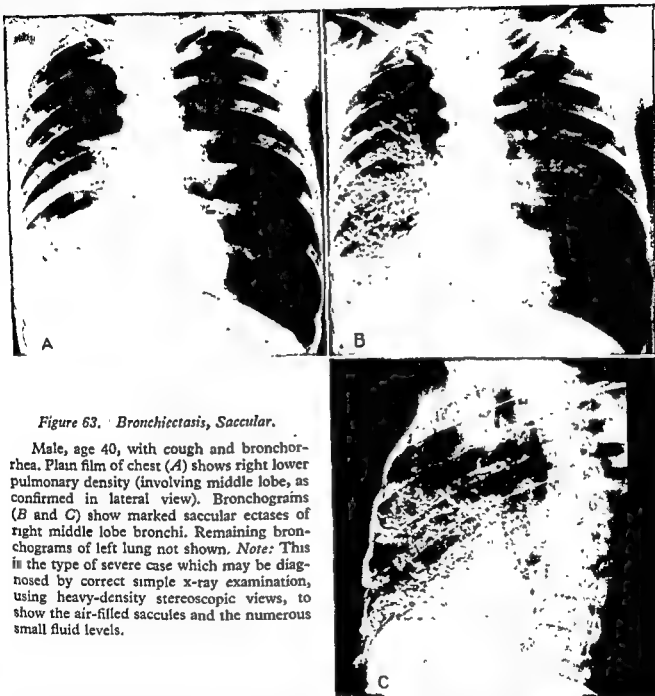 A
B
Figure 63. Bronchiectasis, Saccular.
Male, age 40, with cough and bronchor-
rhea. Plain film of chest (A) shows right lower
pulmonary density (involving middle lobe, as
confirmed in lateral view). Bronchograms
(B and C) show marked saccular ectases of
right middle lobe bronchi. Remaining bron-
chograms of left lung not shown. Note: This
is the type of severe case which may be diag-
nosed by correct simple x-ray examination,
using heavy-density stereoscopic views, to
show the air-filled saccules and the numerous
small fluid levels.
C